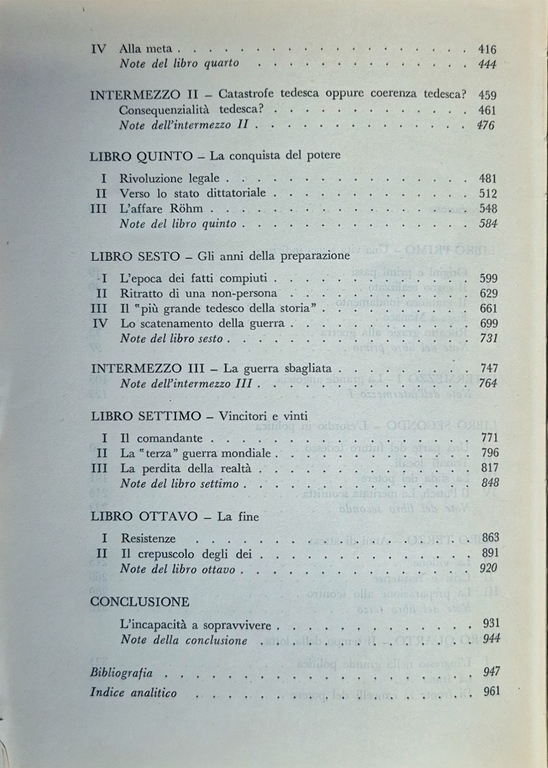 IV Alla meta . . . . . . . . . . . . . . . . . . 416
Note del libro quarto . . . . . . . . . . . . . 444
INTERMEZZO II – Catastrofe tedesca oppure coerenza tedesca? 459
Consequenzialità tedesca? . . . . . . . . . . . . 461
Note dell'intermezzo II . . . . . . . . . . . . . 476
LIBRO QUINTO – La conquista del potere
I Rivoluzione legale . . . . . . . . . . . . . . . 481
II Verso lo stato dittatoriale . . . . . . . . . . . . 512
III L'affare Röhm . . . . . . . . . . . . . . . . 548
Note del libro quinto . . . . . . . . . . . . . . 584
LIBRO SESTO – Gli anni della preparazione
I L'epoca dei fatti compiuti . . . . . . . . . . . . 599
II Ritratto di una non-persona . . . . . . . . . . . 629
III Il "più grande tedesco della storia" . . . . . . . . . 661
IV Lo scatenamento della guerra . . . . . . . . . . . 699
Note del libro sesto . . . . . . . . . . . . . . . 731
INTERMEZZO III – La guerra sbagliata . . . . . . . . 747
Note dell'intermezzo III . . . . . . . . . . . . . 764
LIBRO SETTIMO – Vincitori e vinti
I Il comandante . . . . . . . . . . . . . . . . 771
II La "terza" guerra mondiale . . . . . . . . . . . . 796
III La perdita della realtà . . . . . . . . . . . . . 817
Note del libro settimo . . . . . . . . . . . . . . 848
LIBRO OTTAVO – La fine
I Resistenze . . . . . . . . . . . . . . . . . 863
II Il crepuscolo degli dei . . . . . . . . . . . . . 891
Note del libro ottavo . . . . . . . . . . . . . . 920
CONCLUSIONE
L'incapacità a sopravvivere . . . . . . . . . . . . 931
Note della conclusione . . . . . . . . . . . . . . 944
Bibliografia . . . . . . . . . . . . . . . . . . 947
Indice analitico . . . . . . . . . . . . . . . . 961